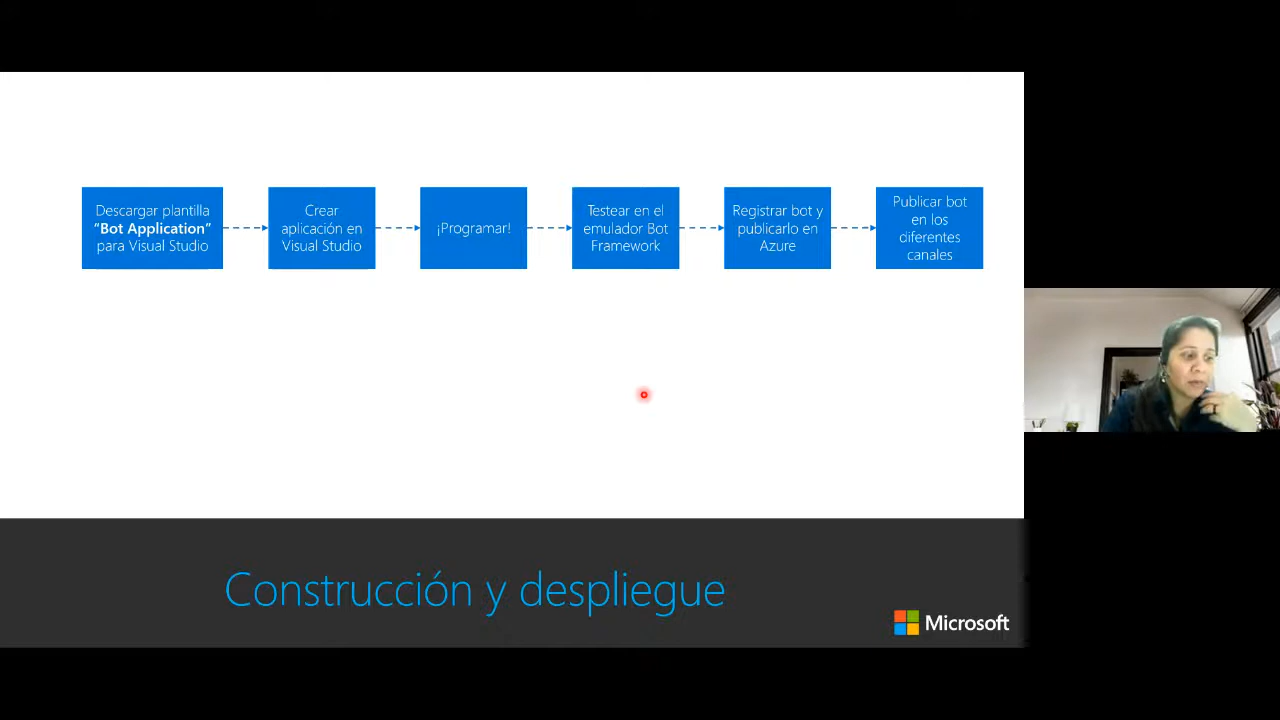 Descargar plantilla
"Bot Application"
para Visual Studio
Crear
aplicación en
Visual Studio
¡Programar!
Testear en el
emulador Bot
Framework
Registrar bot y
publicarlo en
Azure
Publicar bot
en los
diferentes
canales
Construcción y despliegue
Microsoft